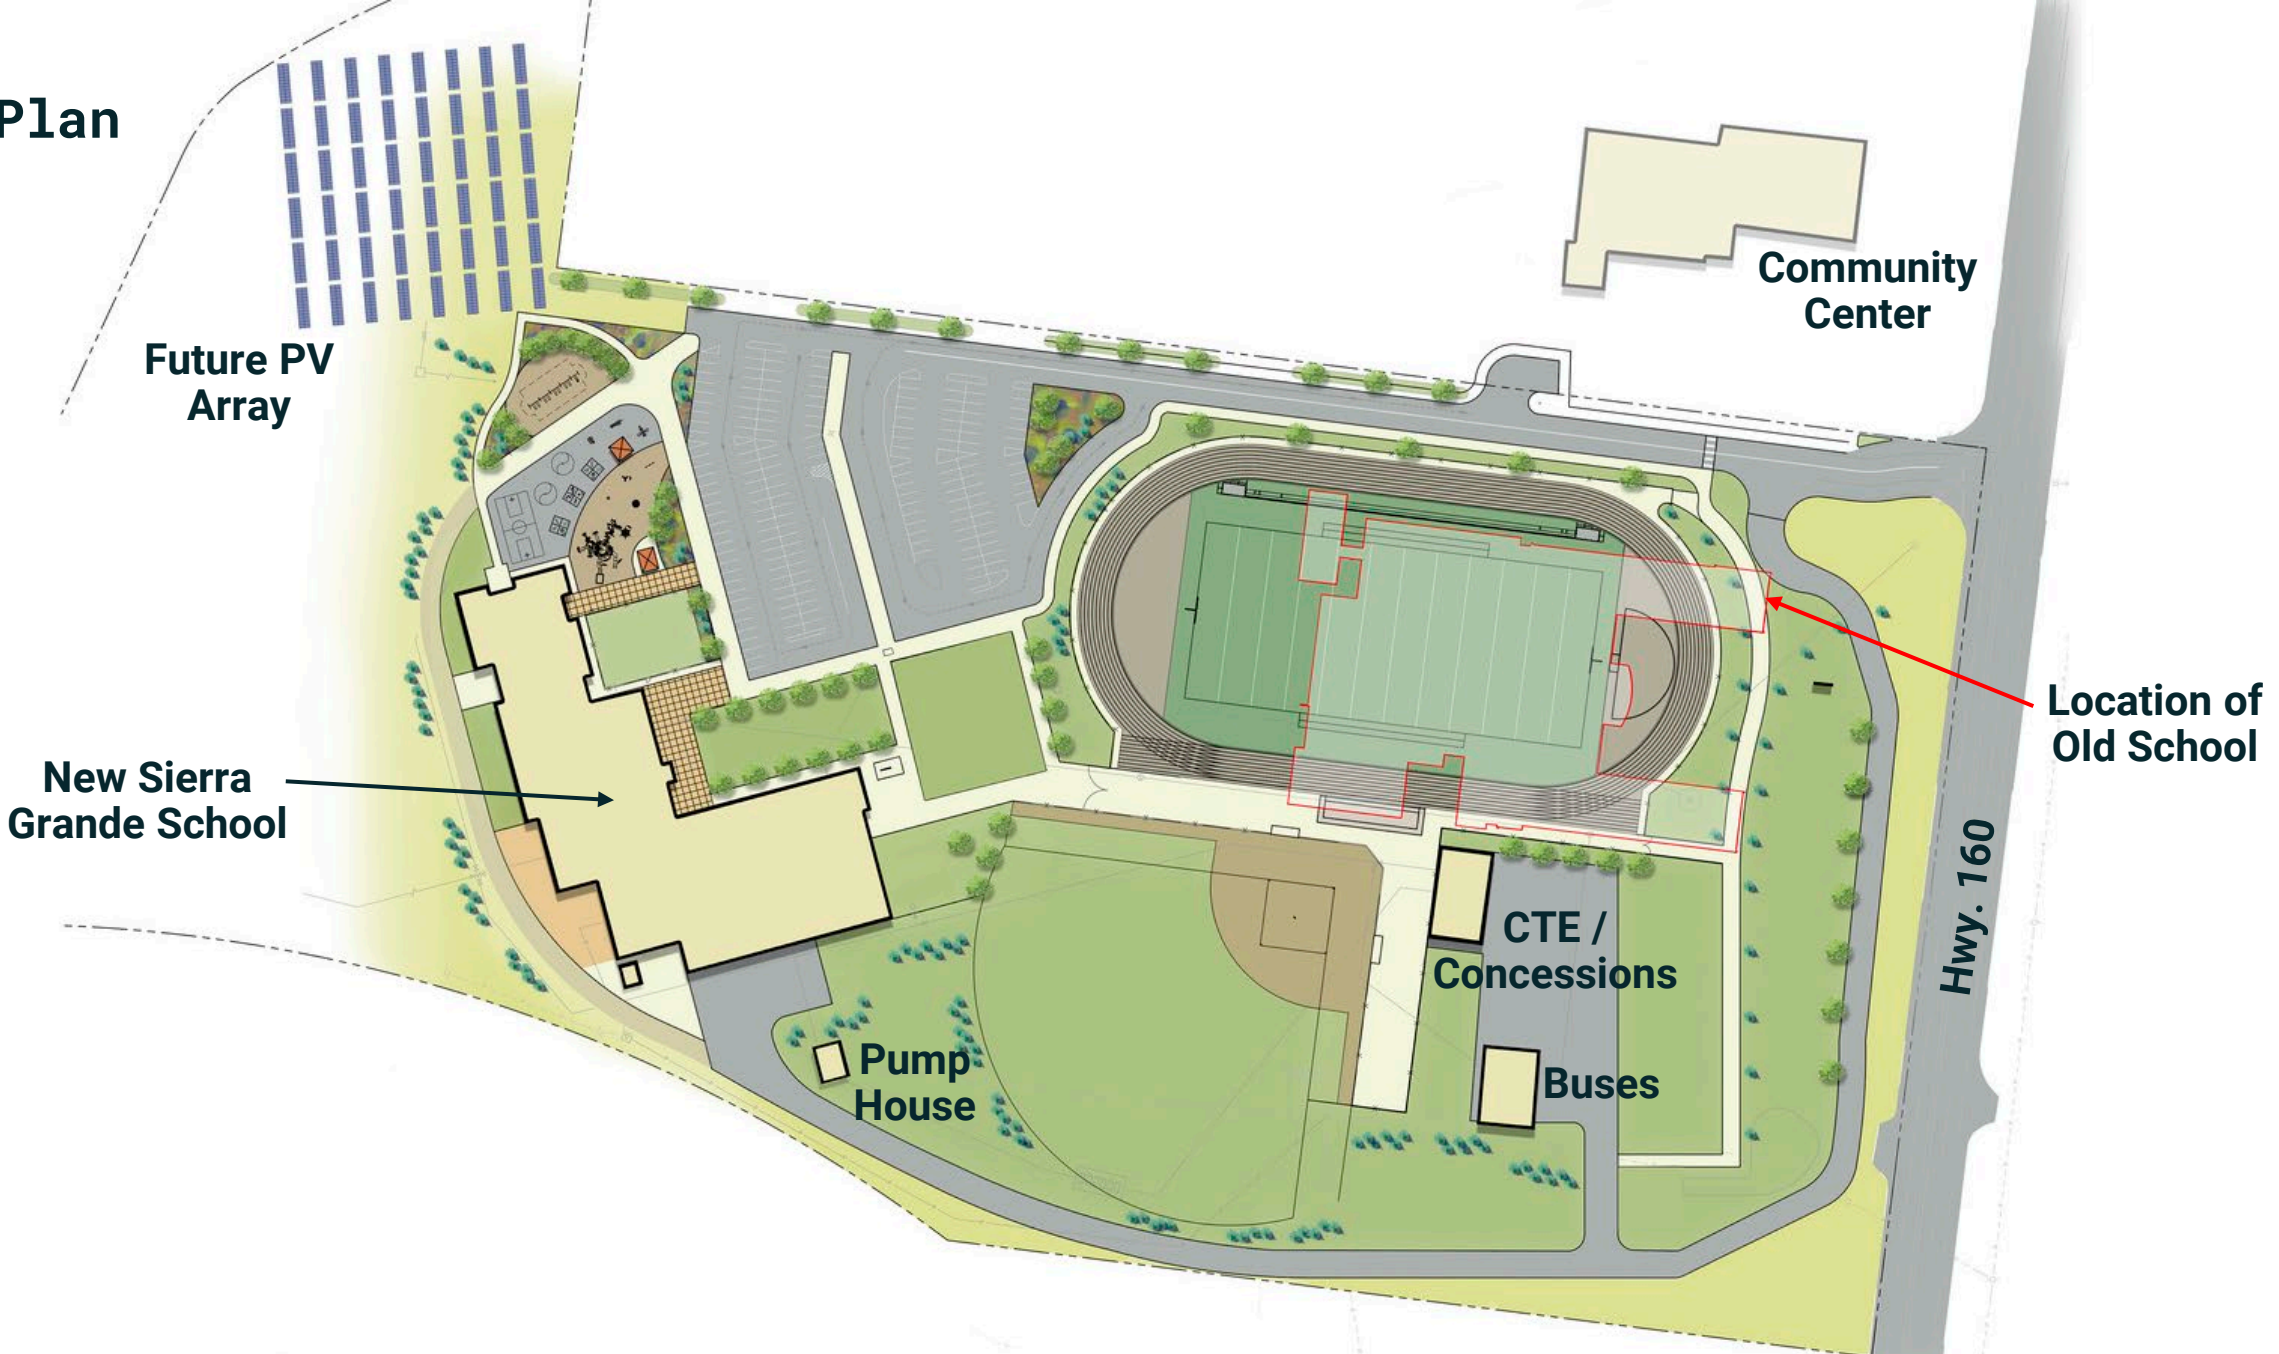 Plan
Future PV
Array
Community
Center
Location of
Old School
New Sierra
Grande School
Hwy. 160
CTE /
Concessions
Pump
House
Buses